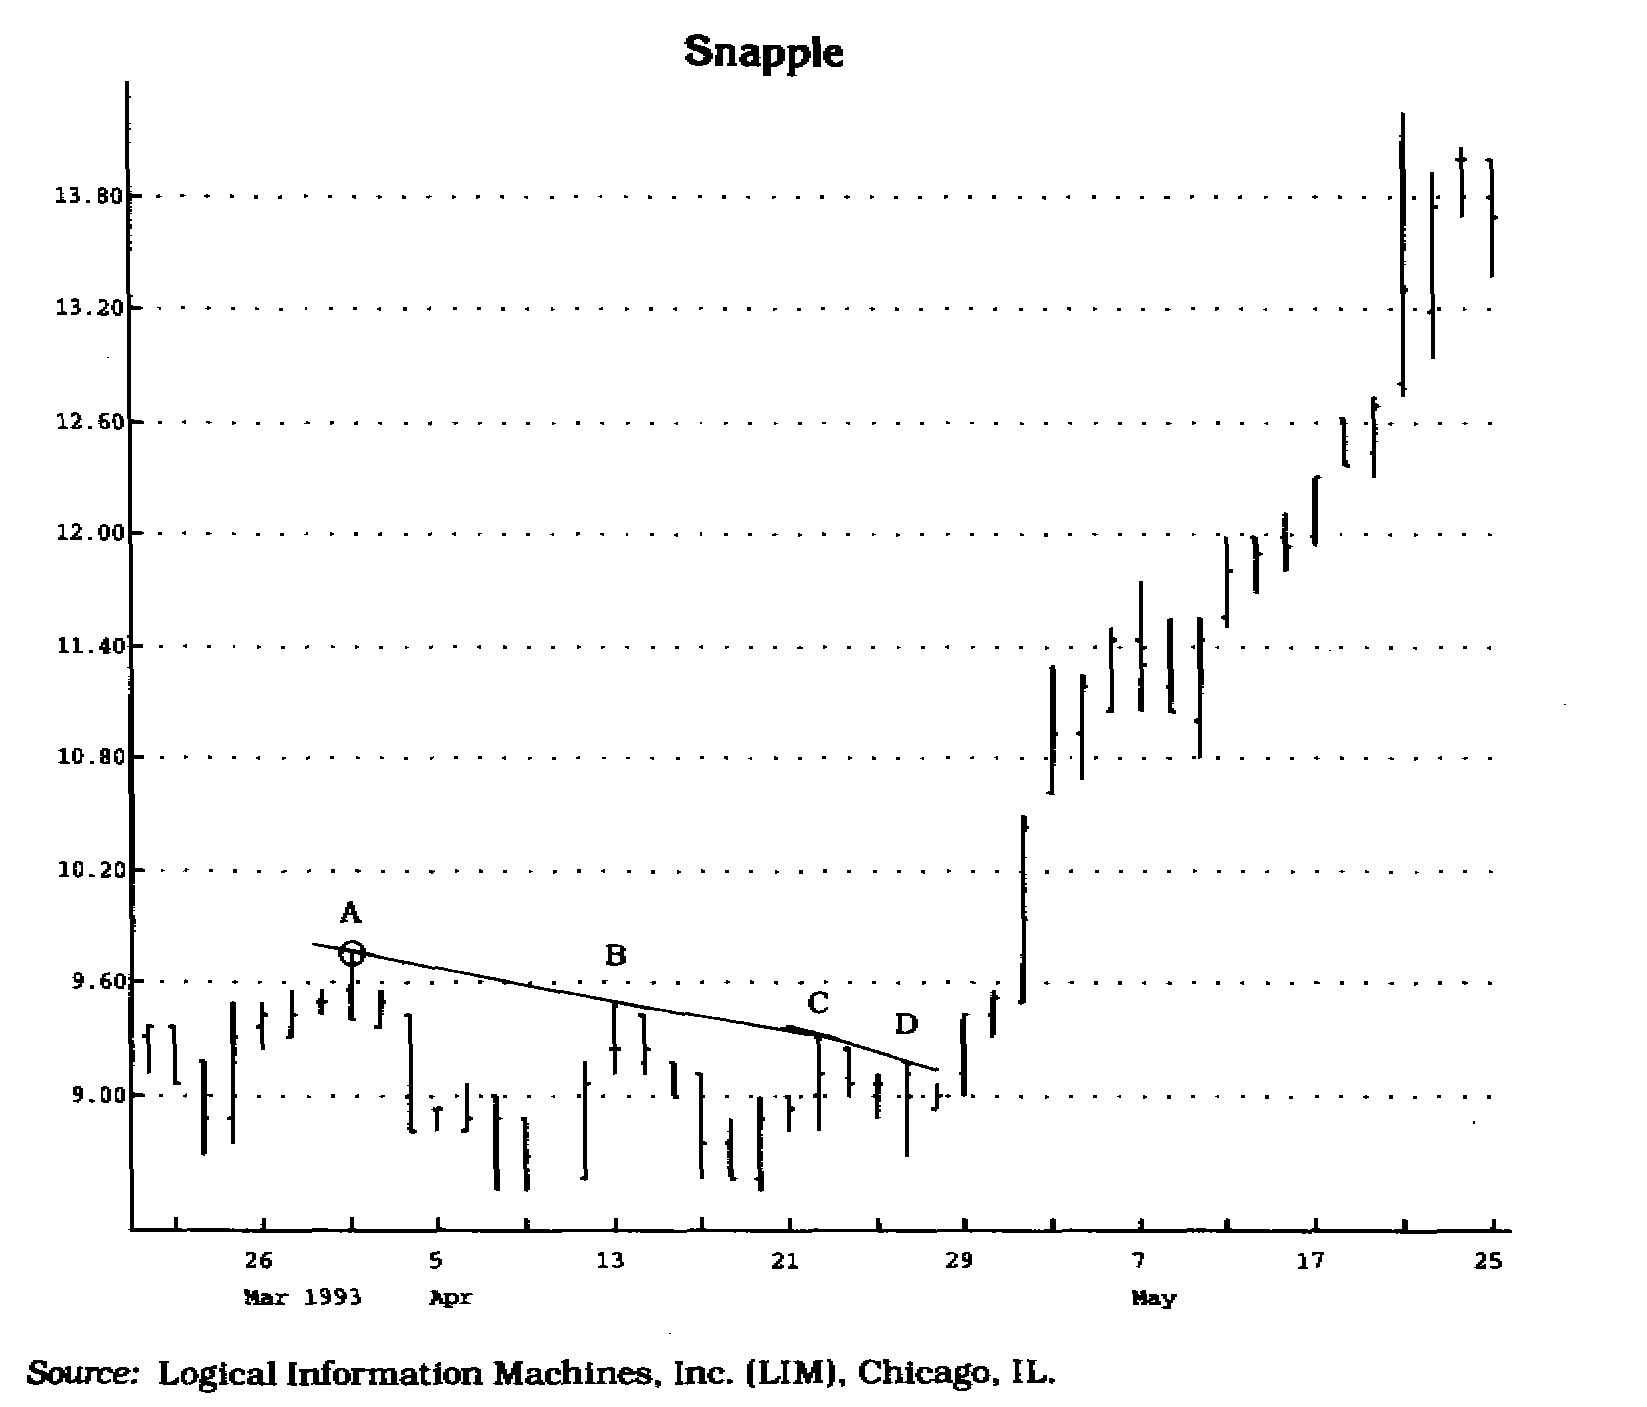 Snapple
13.80
13.20
12.60
12.00
11.40
10.80
10.20
A
B
9.60
C
D
9.00
26 5 13 21 29 7 17 25
Mar 1993 Apr May
Source: Logical Information Machines, Inc. (LIM), Chicago, IL.